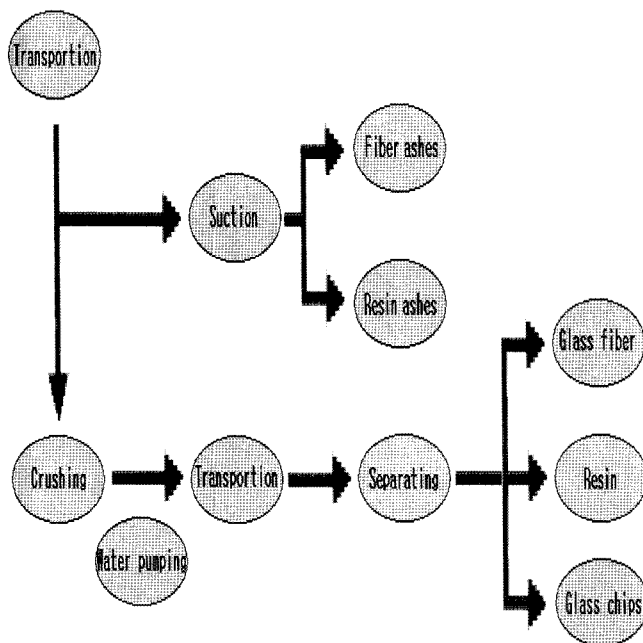 Transportion
Fiber ashes
Suction
Resin ashes
Glass fiber
Crushing
Transportion
Separating
Resin
Water pumping
Glass chips